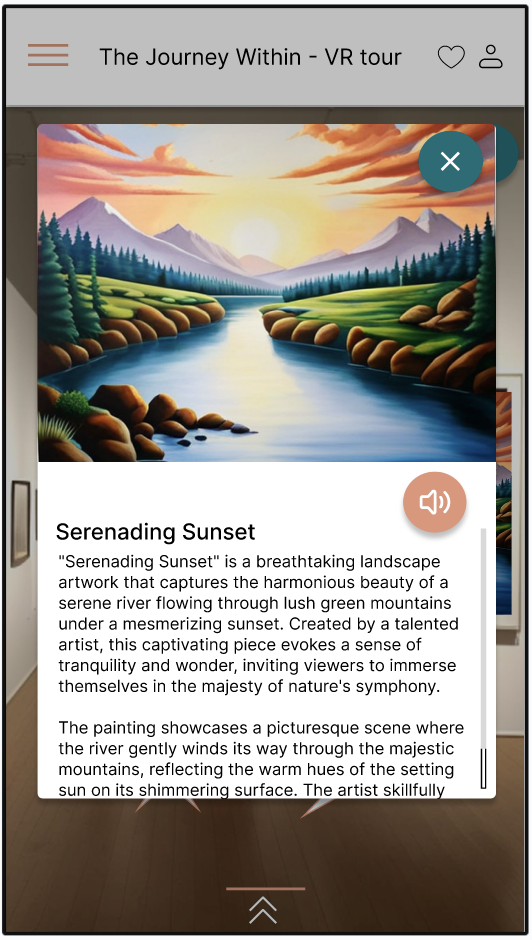 The Journey Within - VR tour
Serenading Sunset
"Serenading Sunset" is a breathtaking landscape
artwork that captures the harmonious beauty of a
serene river flowing through lush green mountains
under a mesmerizing sunset. Created by a talented
artist, this captivating piece evokes a sense of
tranquility and wonder, inviting viewers to immerse
themselves in the majesty of nature's symphony.
The painting showcases a picturesque scene where
the river gently winds its way through the majestic
mountains, reflecting the warm hues of the setting
sun on its shimmering surface. The artist skillfully